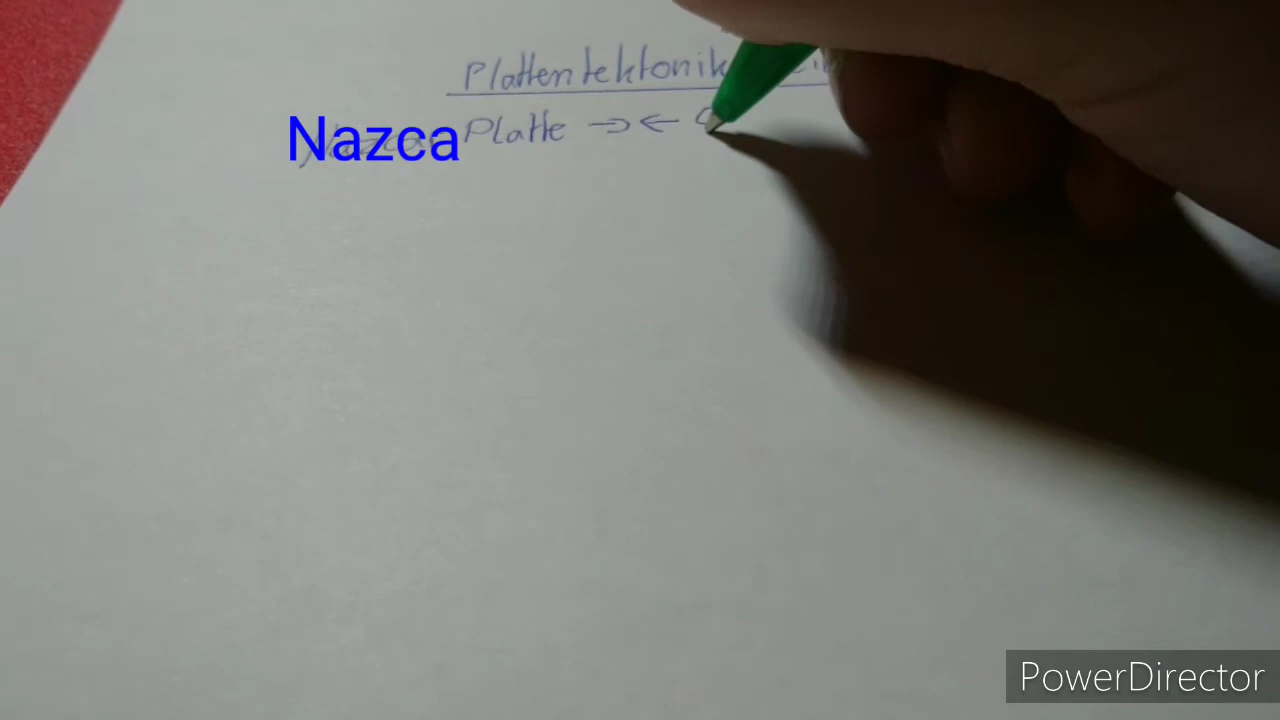 Plattentektonik
Nazca Platte → ←
PowerDirector